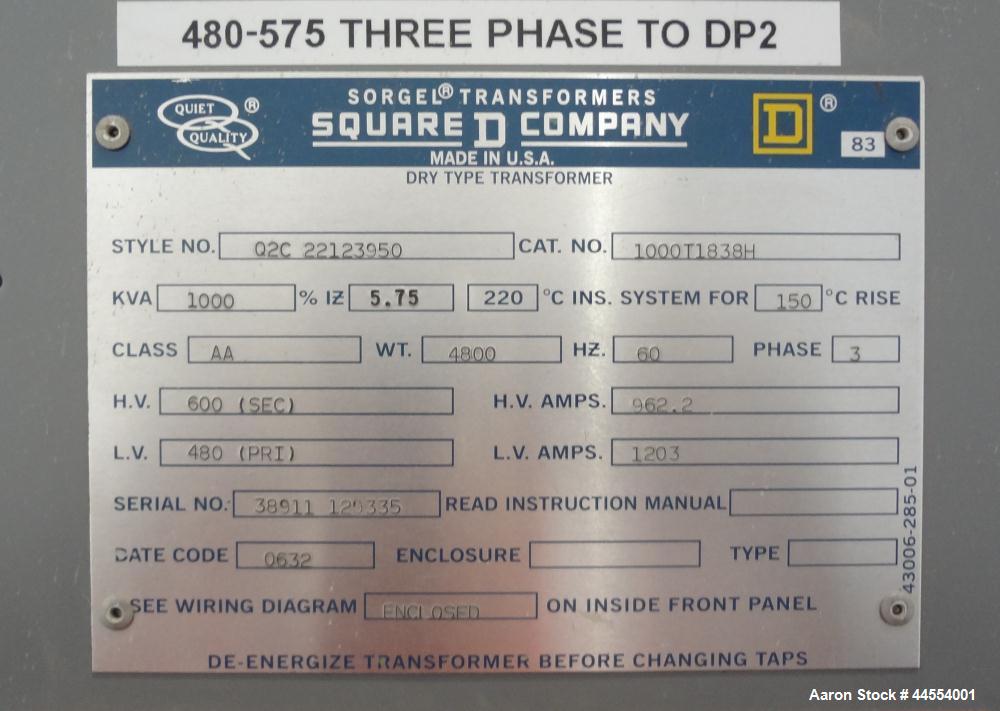 480-575 THREE PHASE TO DP2
QUIET QUALITY ®
SORGEL® TRANSFORMERS
SQUARE D COMPANY
MADE IN U.S.A.
D ®
83
DRY TYPE TRANSFORMER
STYLE NO. Q2C 22123950 CAT. NO. 1000T1838H
KVA 1000 % IZ 5.75 220 °C INS. SYSTEM FOR 150 °C RISE
CLASS AA WT. 4800 HZ. 60 PHASE 3
H.V. 600 (SEC) H.V. AMPS. 962.2
L.V. 480 (PRI) L.V. AMPS. 1203
SERIAL NO. 38911 READ INSTRUCTION MANUAL
DATE CODE 0632 ENCLOSURE TYPE
SEE WIRING DIAGRAM ENCLOSED ON INSIDE FRONT PANEL
DE-ENERGIZE TRANSFORMER BEFORE CHANGING TAPS
43006-285-01
Aaron Stock # 44554001